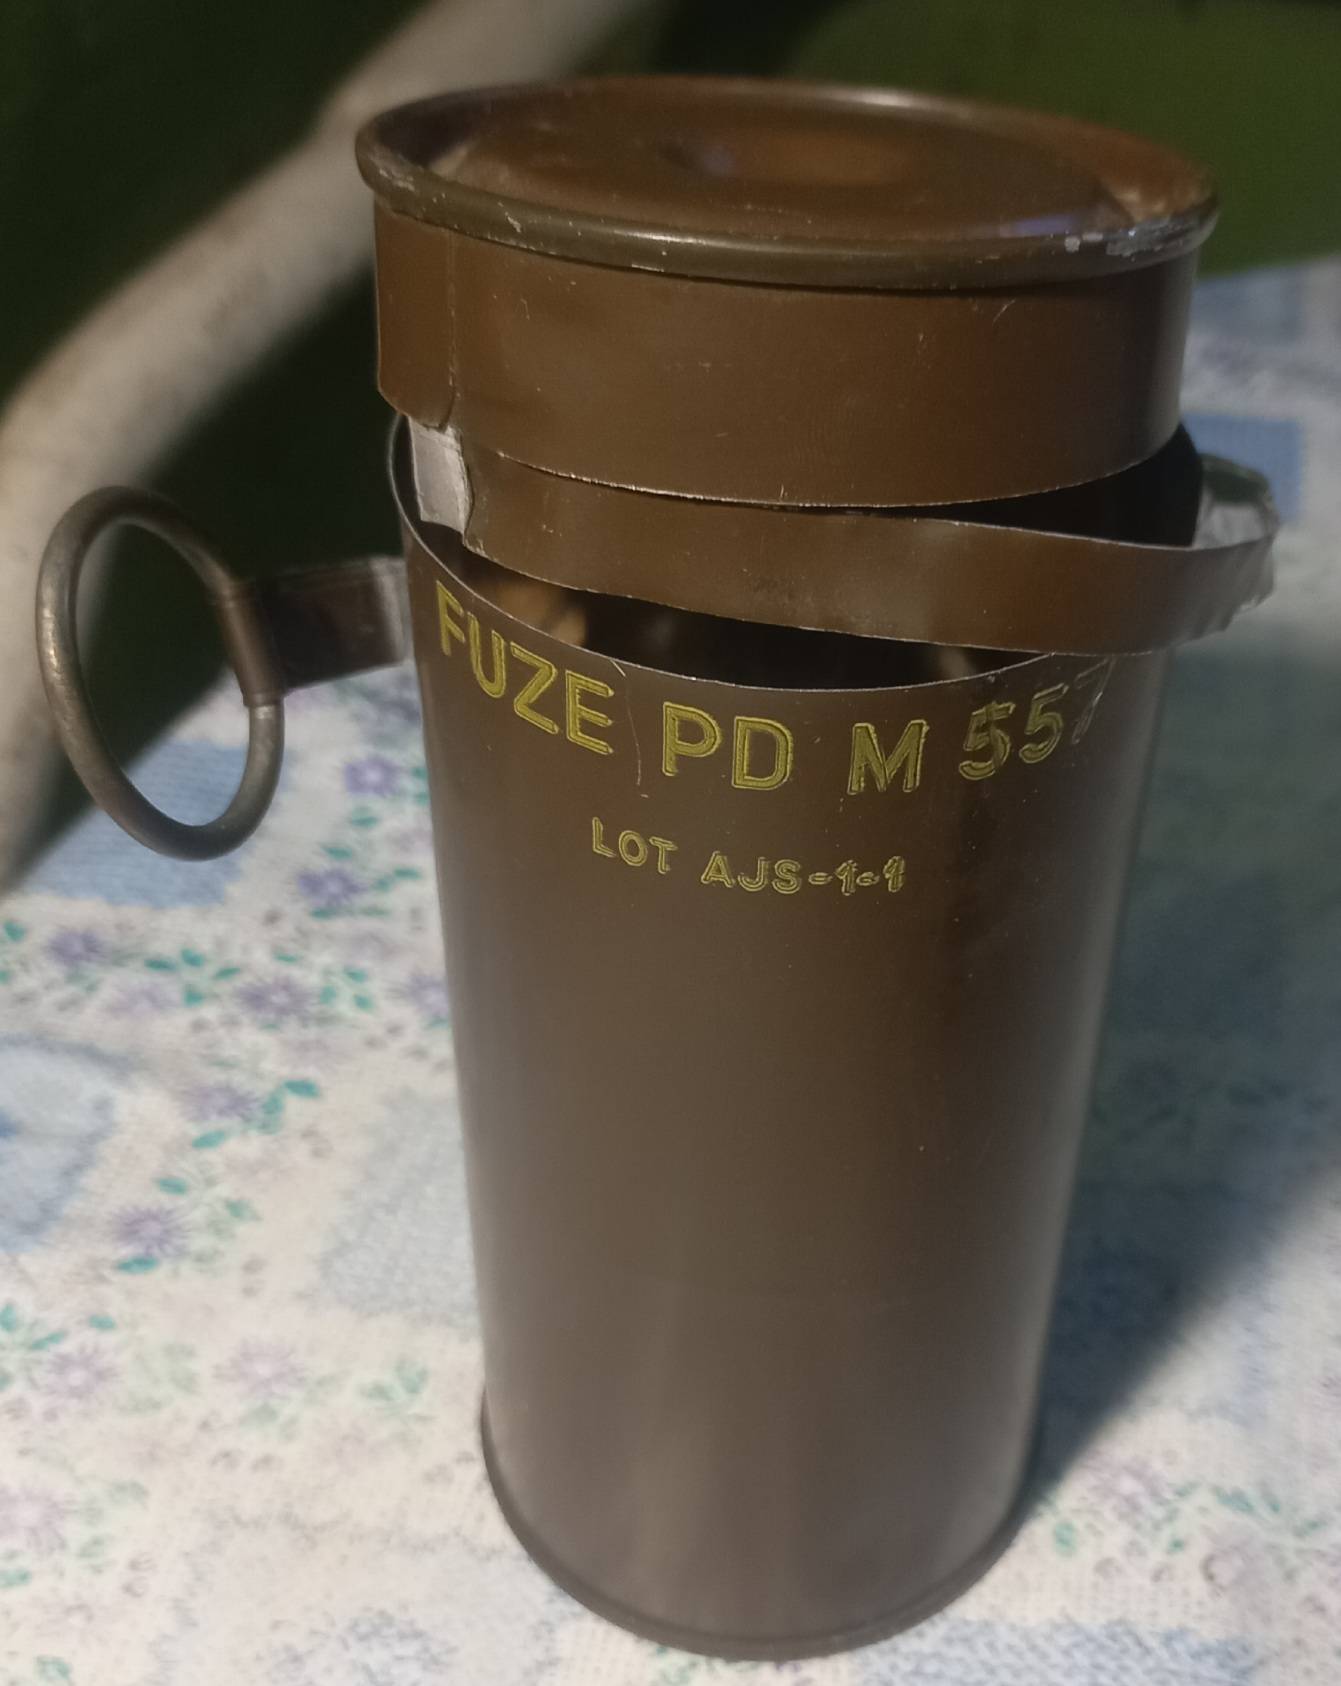 FUZE PD M 557
LOT AJS-1-1